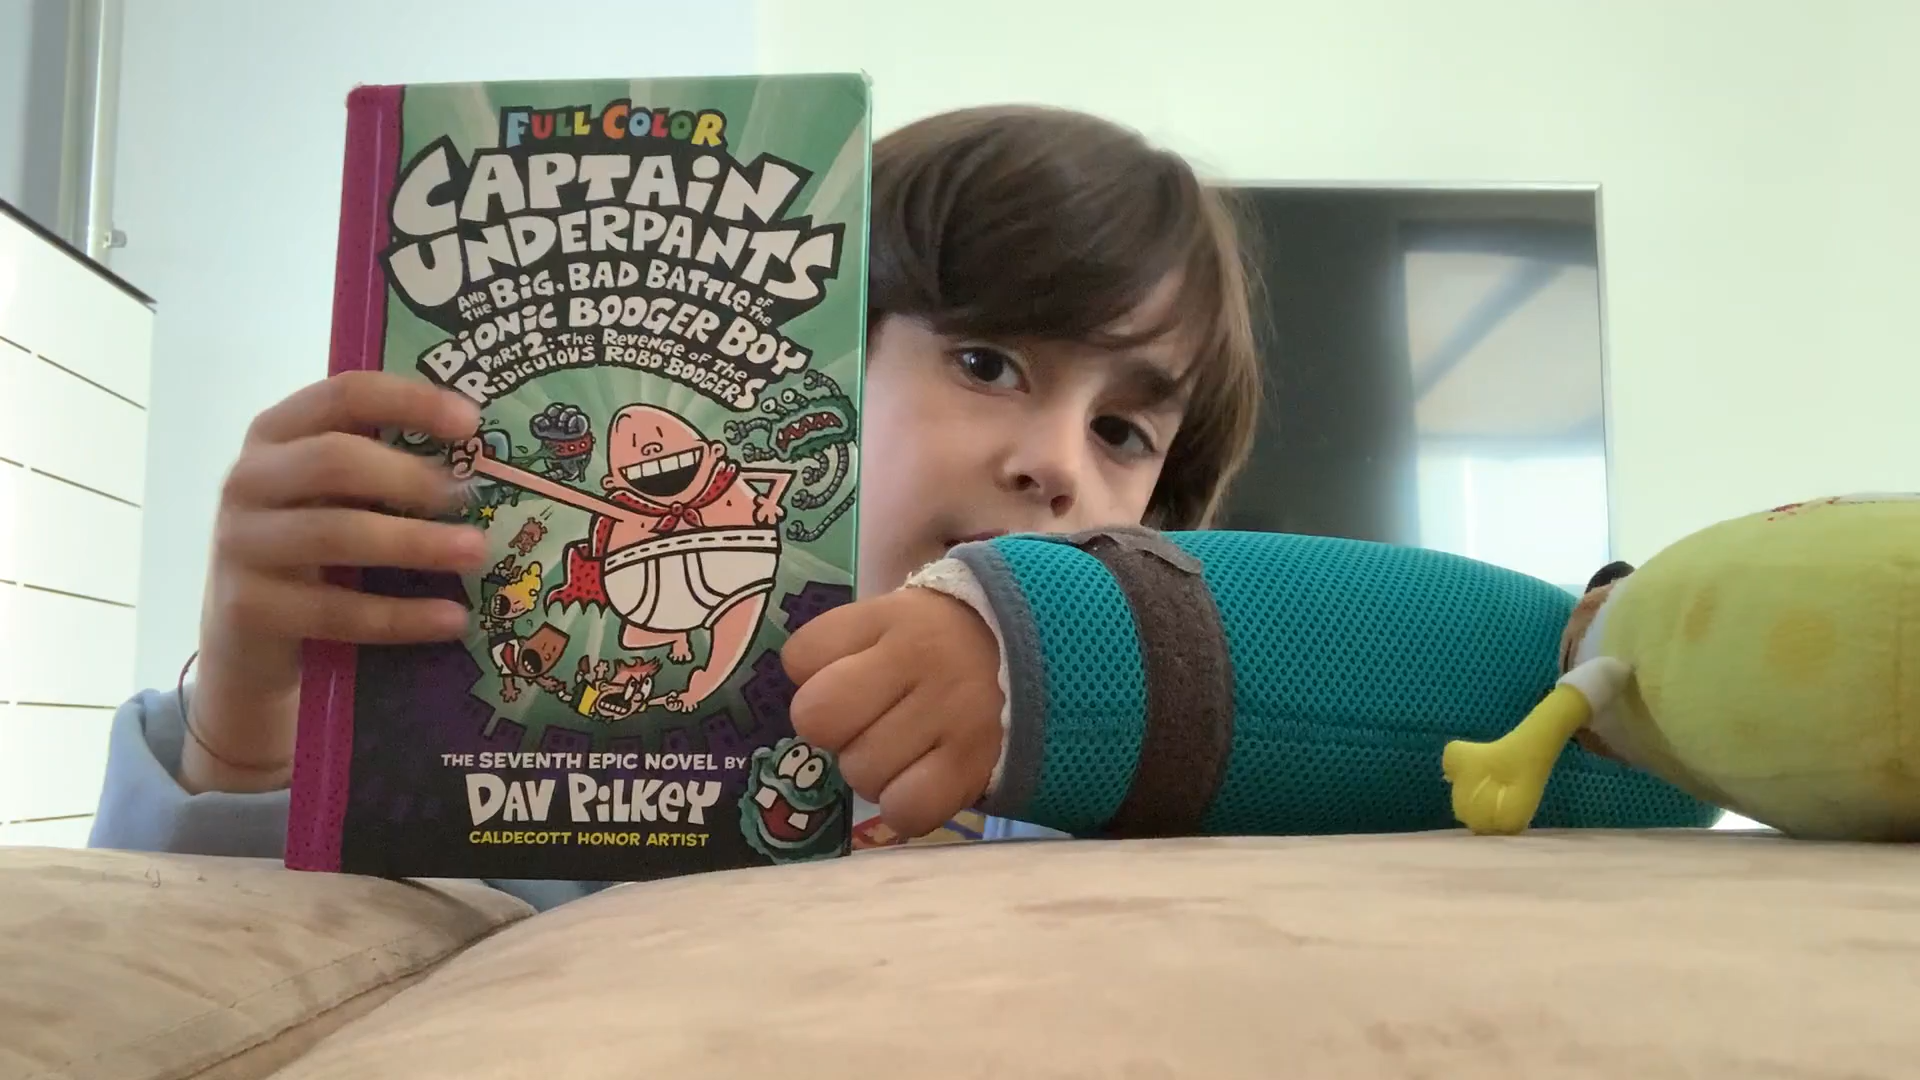 FULL COLOR
CAPTAIN
UNDERPANTS
AND THE BIG, BAD BATTLE OF THE
BIONIC BOOGER BOY
PART 2: THE REVENGE OF THE
RIDICULOUS ROBO-BOOGERS
THE SEVENTH EPIC NOVEL BY
DAV PILKEY
CALDECOTT HONOR ARTIST